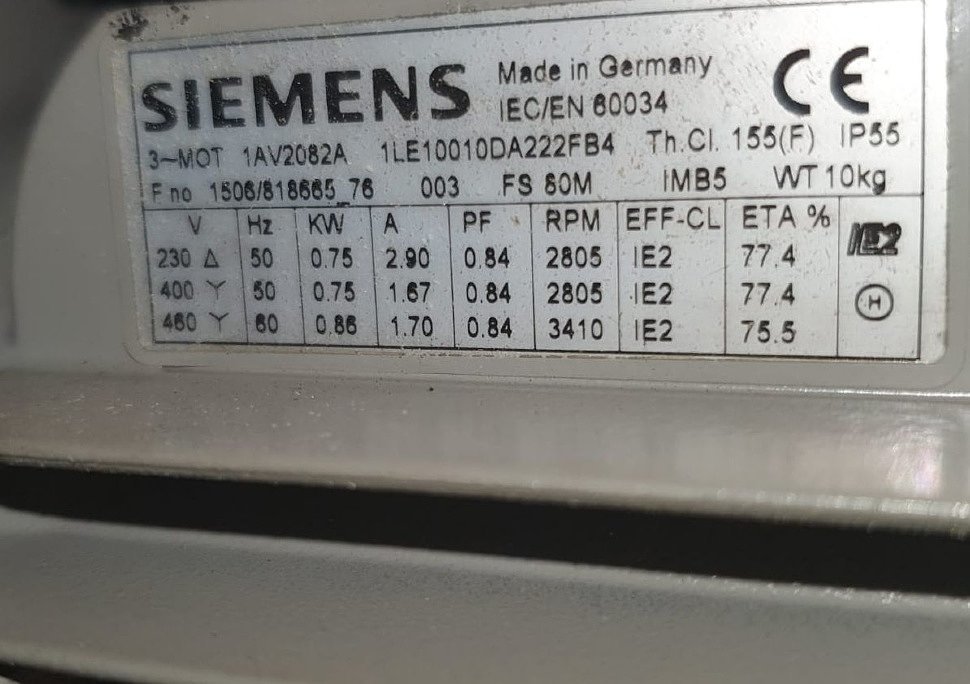 SIEMENS Made in Germany CE
IEC/EN 60034
3~MOT 1AV2082A 1LE10010DA222FB4 Th.Cl. 155(F) IP55
F no 1506/818665_76 003 FS 80M IMB5 WT 10kg
V Hz KW A PF RPM EFF-CL ETA %
230 △ 50 0.75 2.90 0.84 2805 IE2 77.4 IE2
400 Y 50 0.75 1.67 0.84 2805 IE2 77.4 H
460 Y 60 0.86 1.70 0.84 3410 IE2 75.5